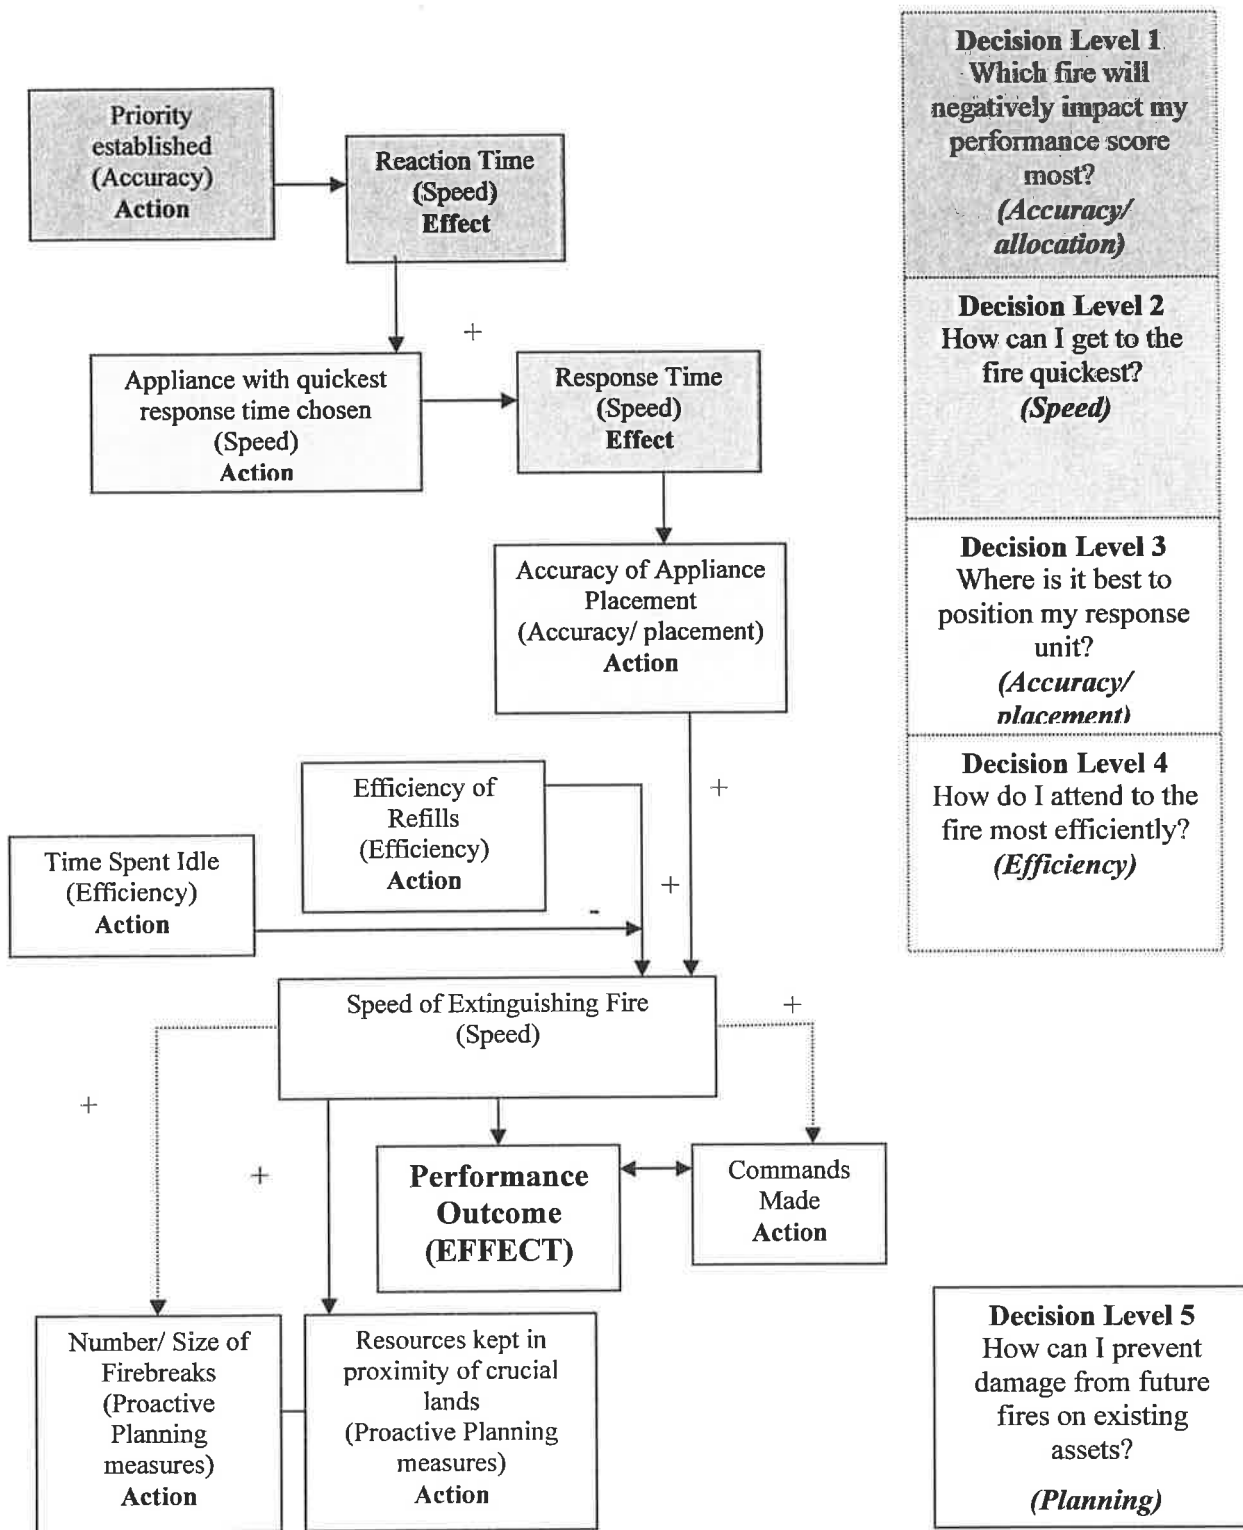 Priority
established
(Accuracy)
Action
Reaction Time
(Speed)
Effect
+
Appliance with quickest
response time chosen
(Speed)
Action
Response Time
(Speed)
Effect
Accuracy of Appliance
Placement
(Accuracy/ placement)
Action
+
Efficiency of
Refills
(Efficiency)
Action
+
Time Spent Idle
(Efficiency)
Action
-
Speed of Extinguishing Fire
(Speed)
+
+
+
Performance
Outcome
(EFFECT)
Commands
Made
Action
Number/ Size of
Firebreaks
(Proactive
Planning
measures)
Action
Resources kept in
proximity of crucial
lands
(Proactive Planning
measures)
Action
Decision Level 1
Which fire will
negatively impact my
performance score
most?
(Accuracy/
allocation)
Decision Level 2
How can I get to the
fire quickest?
(Speed)
Decision Level 3
Where is it best to
position my response
unit?
(Accuracy/
placement)
Decision Level 4
How do I attend to the
fire most efficiently?
(Efficiency)
Decision Level 5
How can I prevent
damage from future
fires on existing
assets?
(Planning)